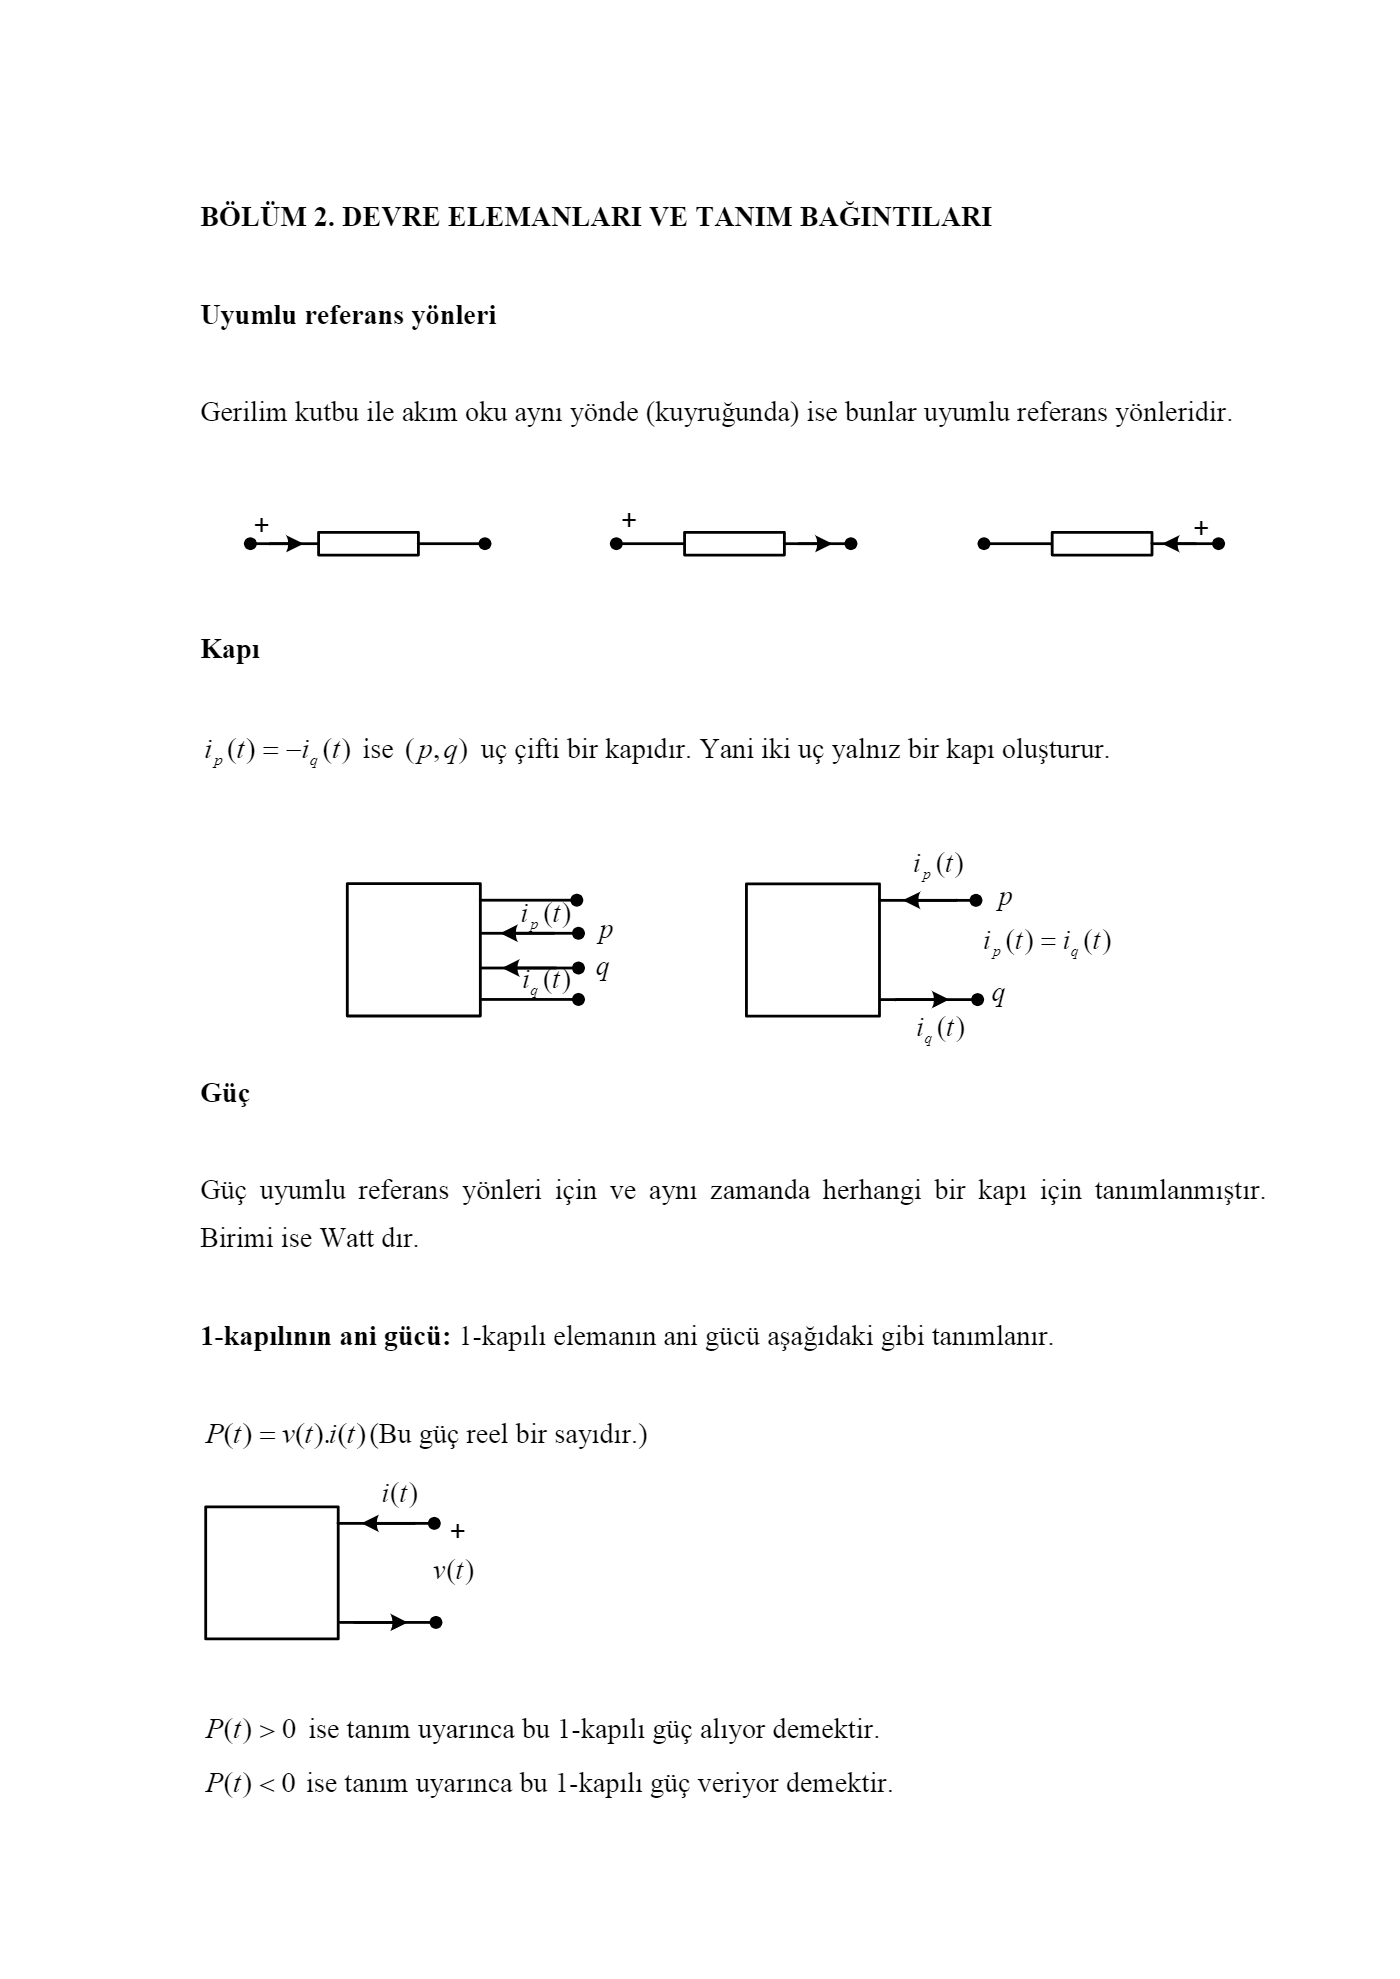 BÖLÜM 2. DEVRE ELEMANLARI VE TANIM BAĞINTILARI
Uyumlu referans yönleri
Gerilim kutbu ile akım oku aynı yönde (kuyruğunda) ise bunlar uyumlu referans yönleridir.
+ + +
Kapı
i_p(t) = −i_q(t) ise (p,q) uç çifti bir kapıdır. Yani iki uç yalnız bir kapı oluşturur.
i_p(t)
p
q
i_q(t)
i_p(t)
p
i_p(t) = i_q(t)
q
i_q(t)
Güç
Güç uyumlu referans yönleri için ve aynı zamanda herhangi bir kapı için tanımlanmıştır.
Birimi ise Watt dır.
1-kapılının ani gücü: 1-kapılı elemanın ani gücü aşağıdaki gibi tanımlanır.
P(t) = v(t).i(t) (Bu güç reel bir sayıdır.)
i(t)
+
v(t)
P(t) > 0 ise tanım uyarınca bu 1-kapılı güç alıyor demektir.
P(t) < 0 ise tanım uyarınca bu 1-kapılı güç veriyor demektir.